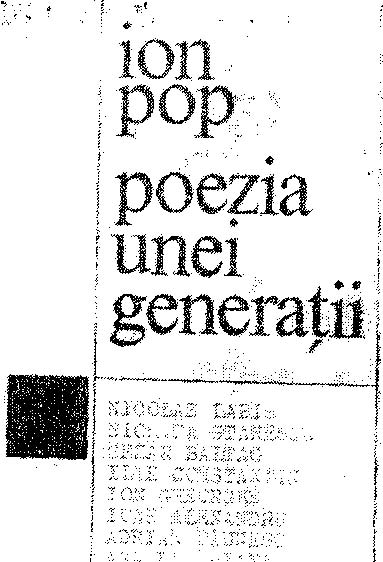 ion
pop
poezia
unei
generații
NICOLAE LABIȘ
NICHITA STĂNESCU
CEZAR BALTAG
ILIE CONSTANTIN
ION GHEORGHE
IOAN ALEXANDRU
ADRIAN PĂUNESCU